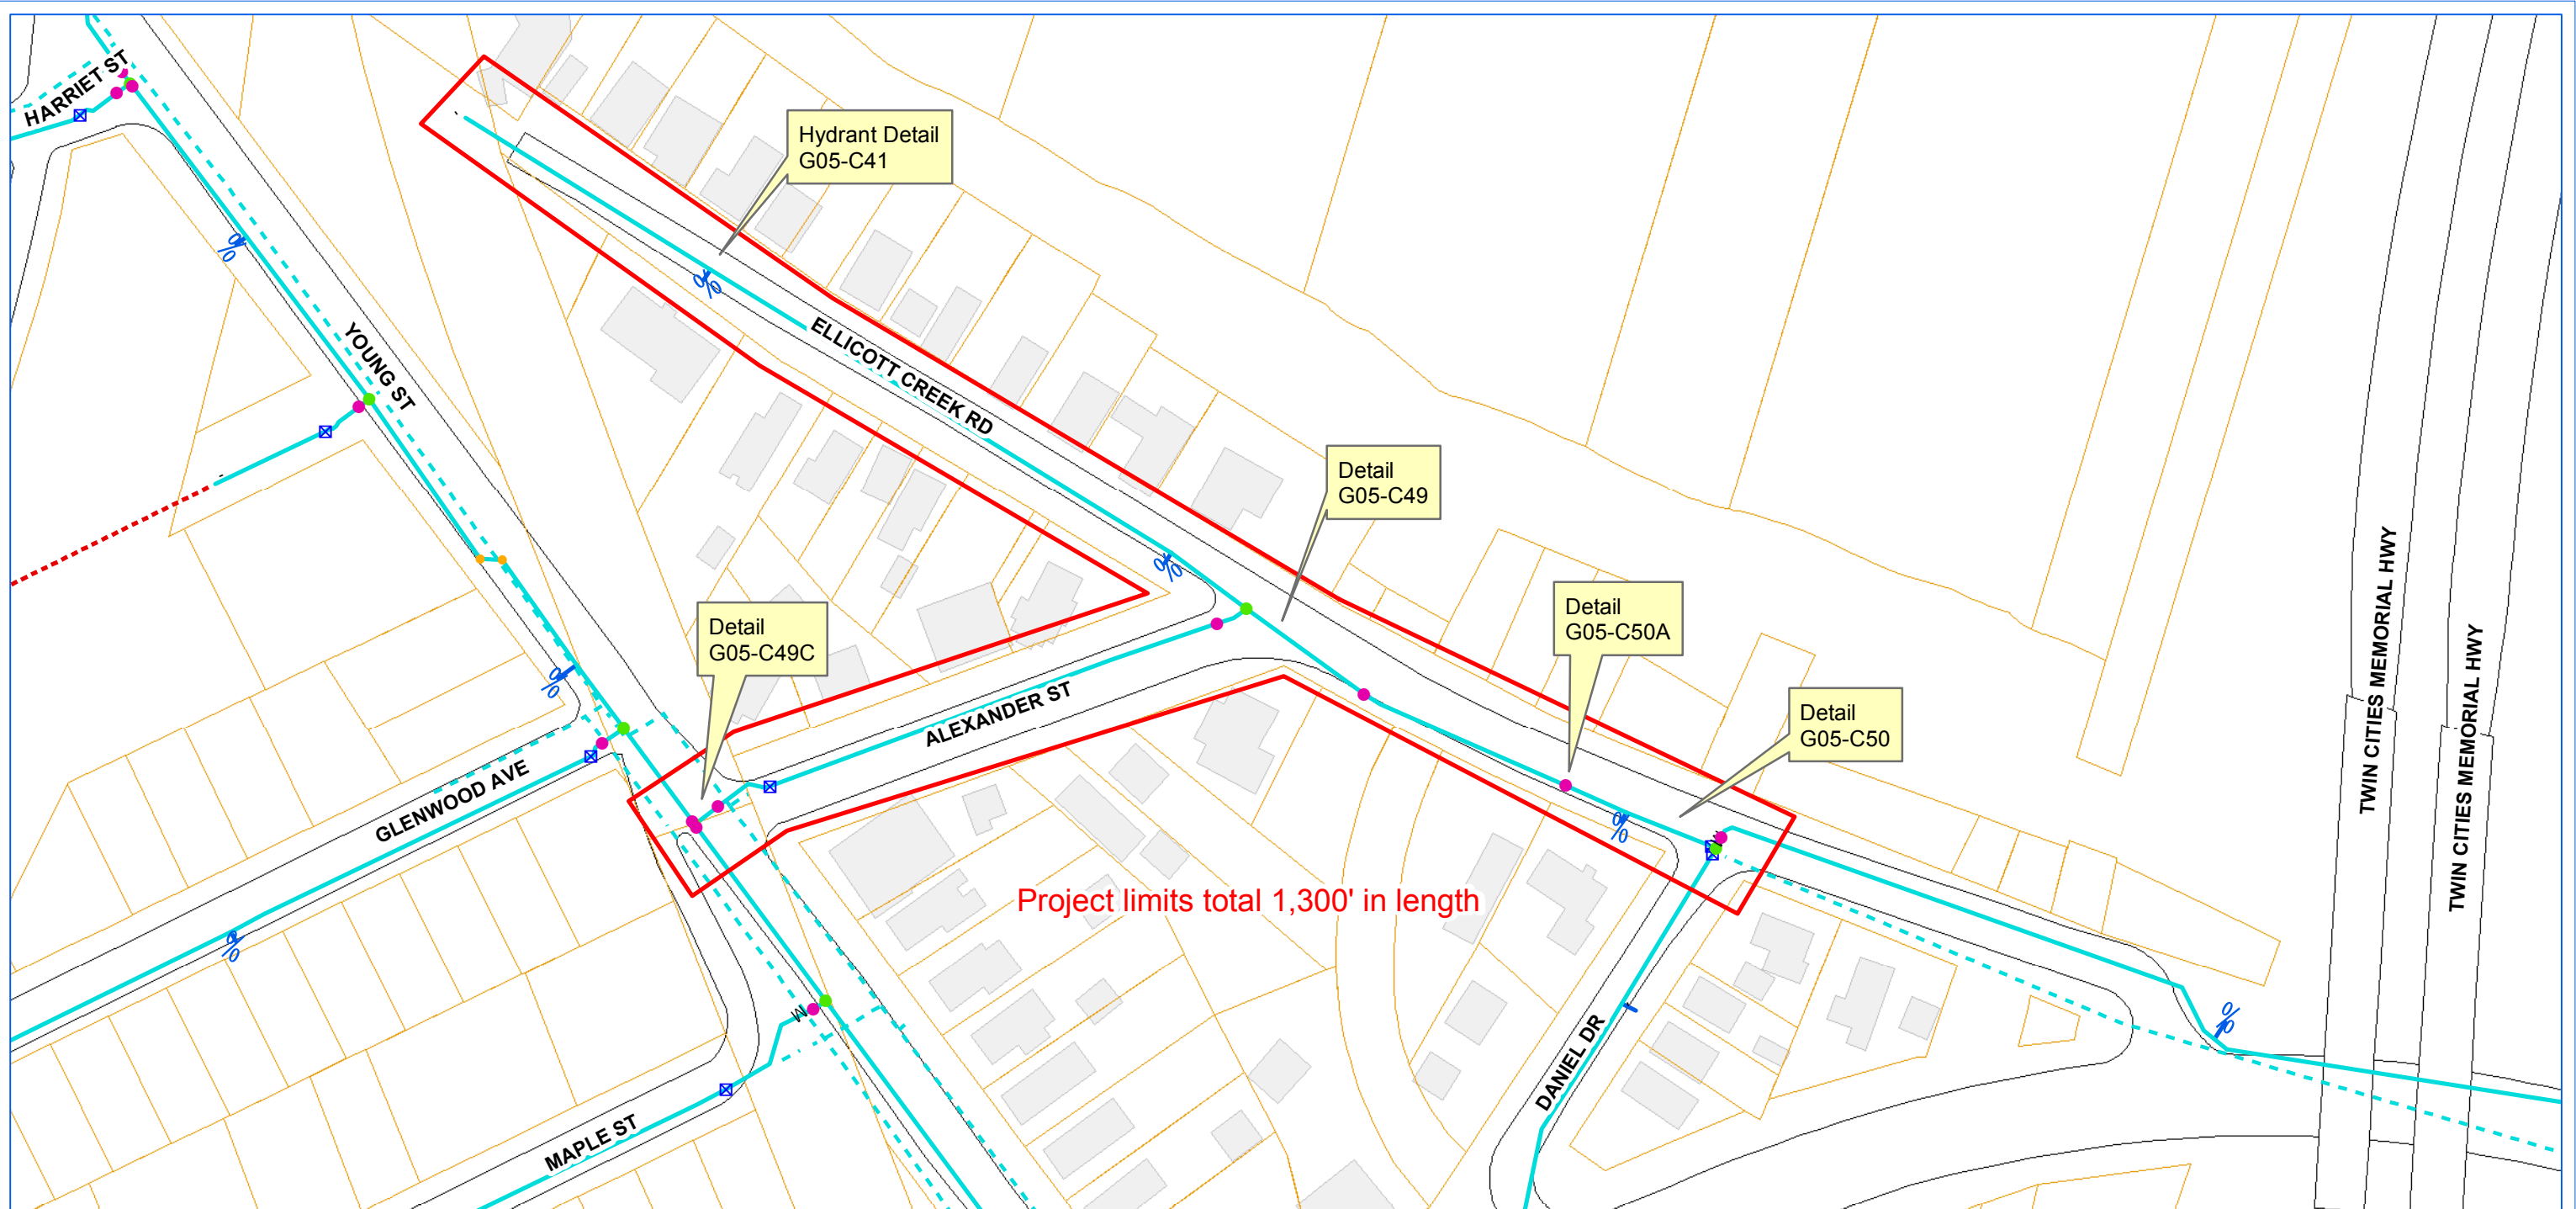 HARRIET ST
Hydrant Detail
G05-C41
YOUNG ST
ELLICOTT CREEK RD
Detail
G05-C49
Detail
G05-C50A
Detail
G05-C49C
Detail
G05-C50
ALEXANDER ST
GLENWOOD AVE
TWIN CITIES MEMORIAL HWY
TWIN CITIES MEMORIAL HWY
Project limits total 1,300' in length
DANIEL DR
MAPLE ST